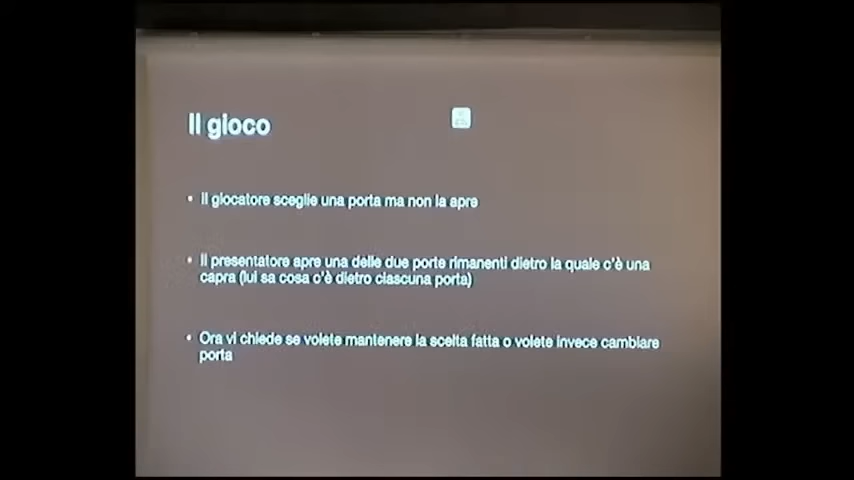 Il gioco
• Il giocatore sceglie una porta ma non la apre
• Il presentatore apre una delle due porte rimanenti dietro la quale c'è una
capra (lui sa cosa c'è dietro ciascuna porta)
• Ora vi chiede se volete mantenere la scelta fatta o volete invece cambiare
porta